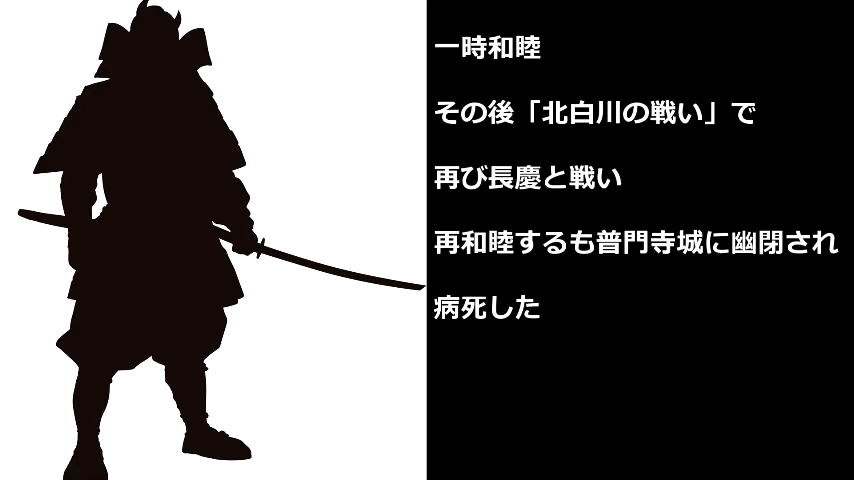 一時和睦
その後「北白川の戦い」で
再び長慶と戦い
再和睦するも普門寺城に幽閉され
病死した